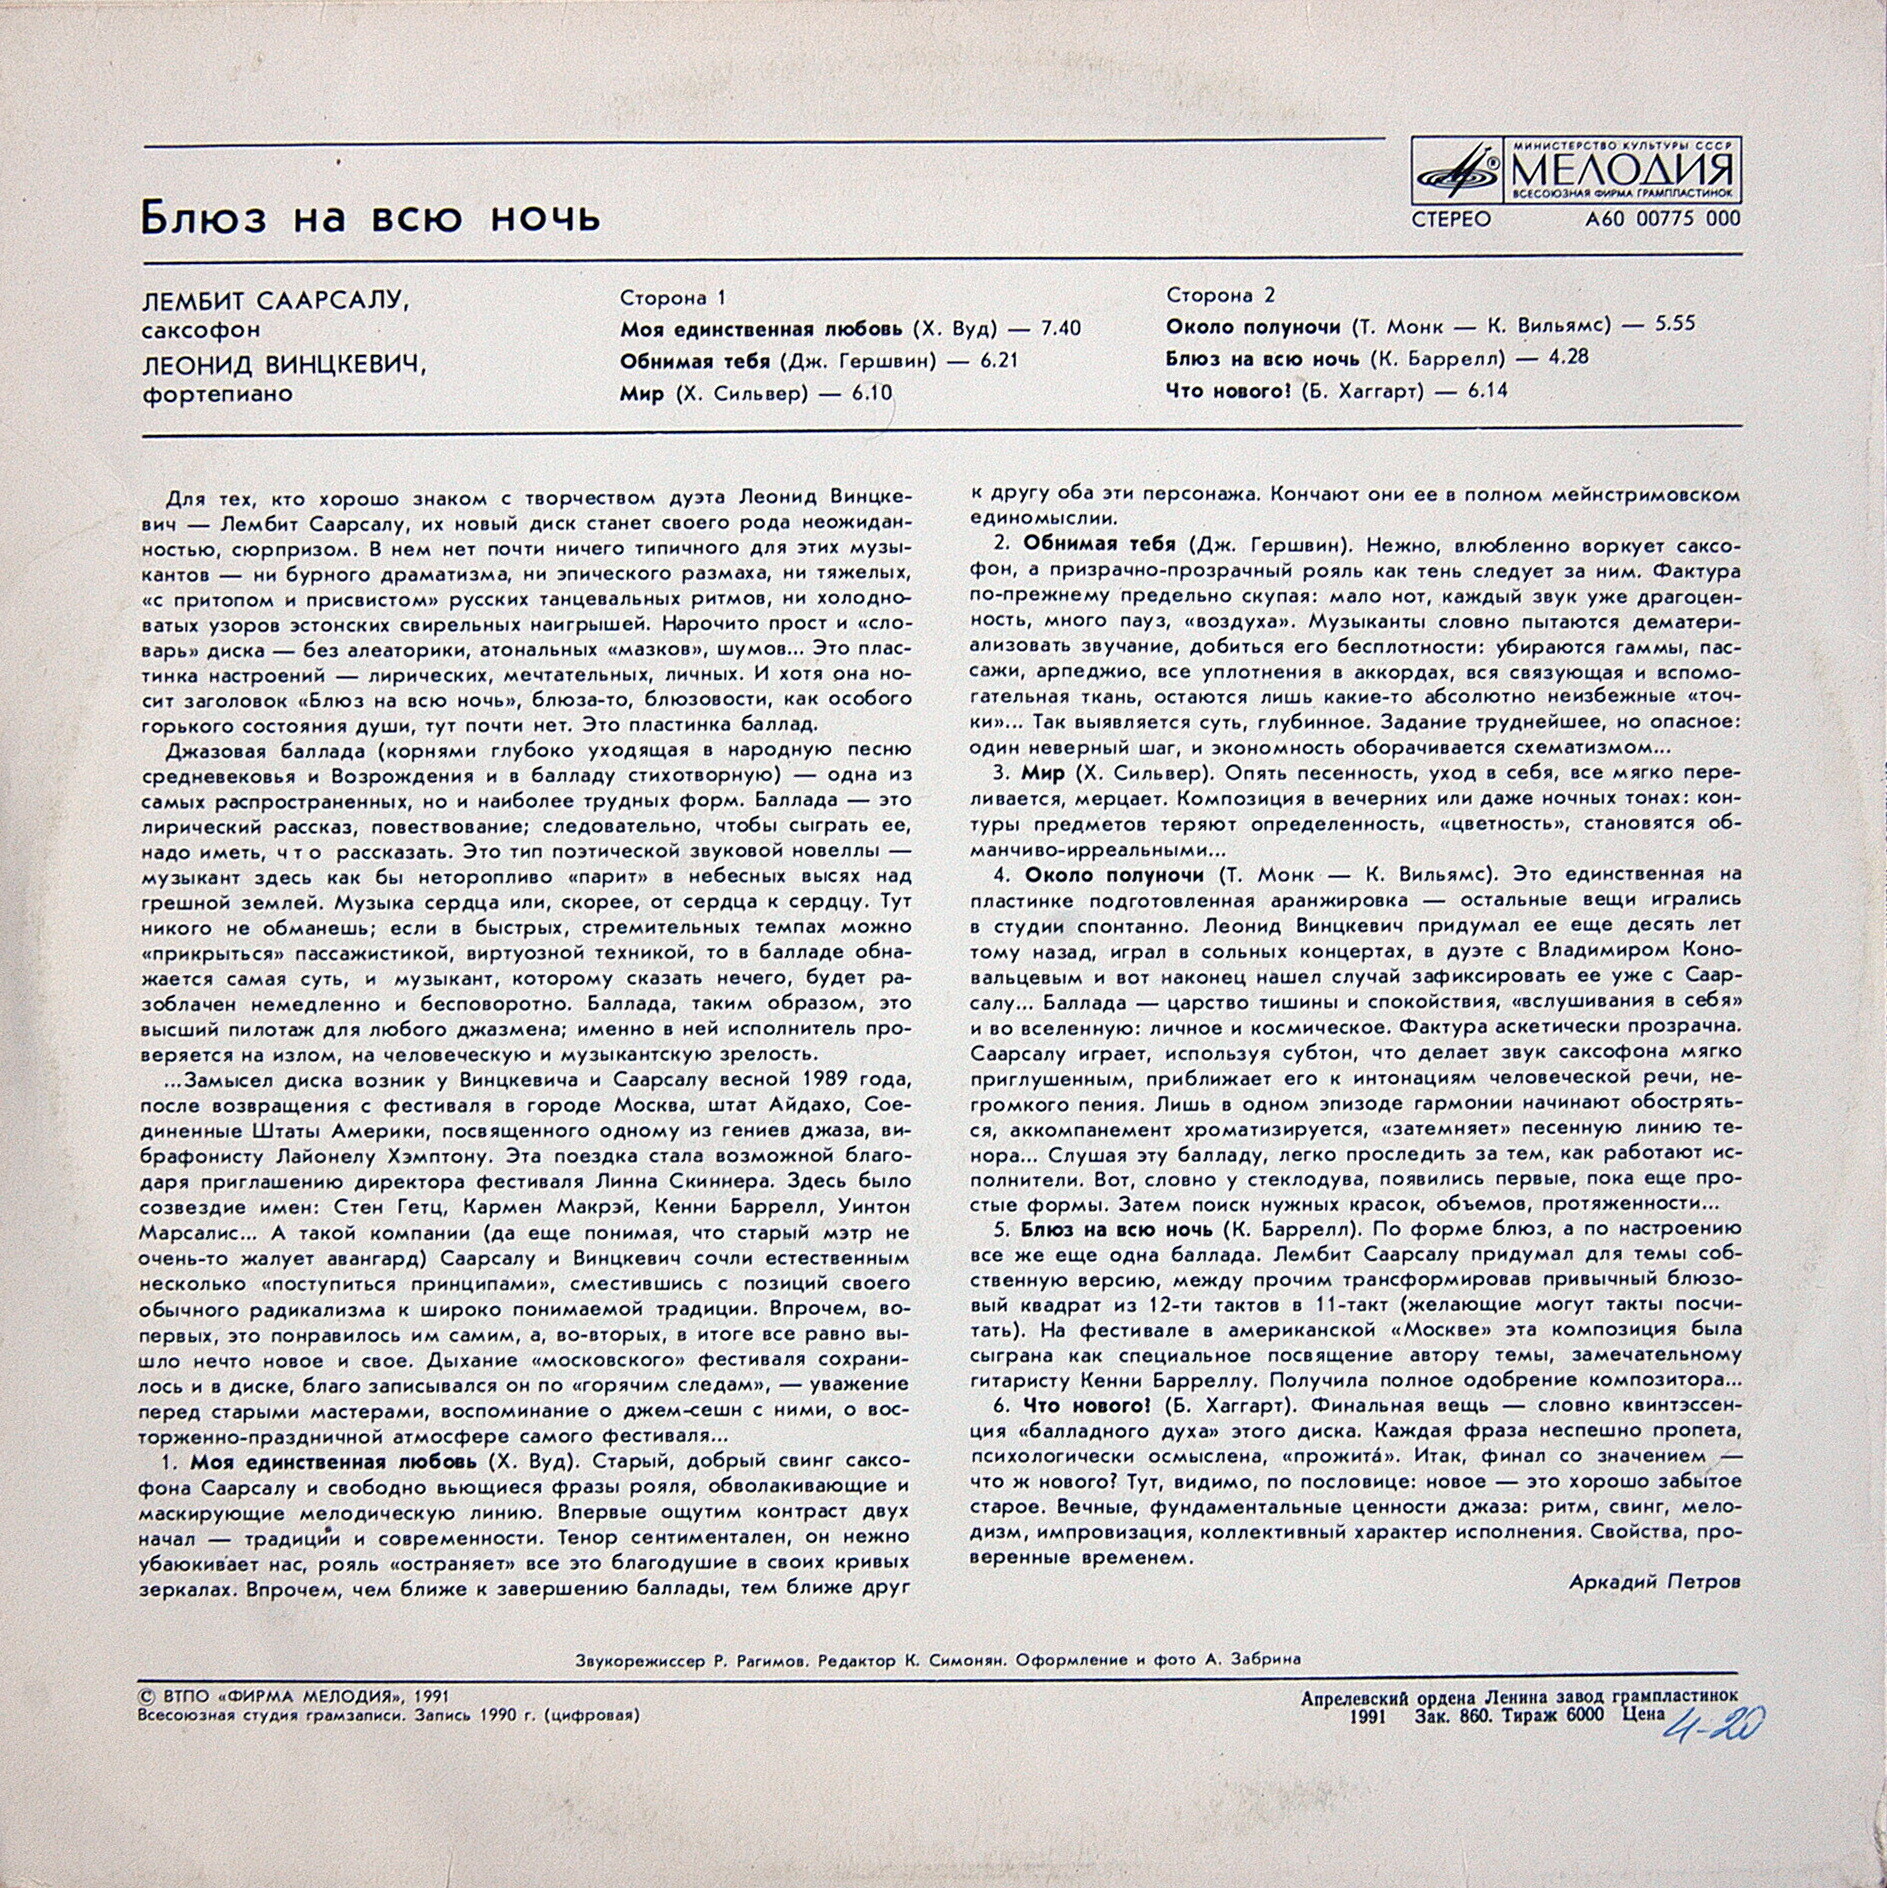 МИНИСТЕРСТВО КУЛЬТУРЫ СССР
МЕЛОДИЯ
ВСЕСОЮЗНАЯ ФИРМА ГРАМПЛАСТИНОК
СТЕРЕО А60 00775 000
Блюз на всю ночь
ЛЕМБИТ СААРСАЛУ,
саксофон
ЛЕОНИД ВИНЦКЕВИЧ,
фортепиано
Сторона 1
Моя единственная любовь (Х. Вуд) — 7.40
Обнимая тебя (Дж. Гершвин) — 6.21
Мир (Х. Сильвер) — 6.10
Сторона 2
Около полуночи (Т. Монк — К. Вильямс) — 5.55
Блюз на всю ночь (К. Баррелл) — 4.28
Что нового? (Б. Хаггарт) — 6.14
Для тех, кто хорошо знаком с творчеством дуэта Леонид Винцке-
вич — Лембит Саарсалу, их новый диск станет своего рода неожидан-
ностью, сюрпризом. В нем нет почти ничего типичного для этих музы-
кантов — ни бурного драматизма, ни эпического размаха, ни тяжелых,
«с притопом и присвистом» русских танцевальных ритмов, ни холодно-
ватых узоров эстонских свирельных наигрышей. Нарочито прост и «сло-
варь» диска — без алеаторики, атональных «мазков», шумов... Это плас-
тинка настроений — лирических, мечтательных, личных. И хотя она но-
сит заголовок «Блюз на всю ночь», блюза-то, блюзовости, как особого
горького состояния души, тут почти нет. Это пластинка баллад.
Джазовая баллада (корнями глубоко уходящая в народную песню
средневековья и Возрождения и в балладу стихотворную) — одна из
самых распространенных, но и наиболее трудных форм. Баллада — это
лирический рассказ, повествование; следовательно, чтобы сыграть ее,
надо иметь, что рассказать. Это тип поэтической звуковой новеллы —
музыкант здесь как бы неторопливо «парит» в небесных высях над
грешной землей. Музыка сердца или, скорее, от сердца к сердцу. Тут
никого не обманешь; если в быстрых, стремительных темпах можно
«прикрыться» пассажистикой, виртуозной техникой, то в балладе обна-
жается самая суть, и музыкант, которому сказать нечего, будет ра-
зоблачен немедленно и бесповоротно. Баллада, таким образом, это
высший пилотаж для любого джазмена; именно в ней исполнитель про-
веряется на излом, на человеческую и музыкантскую зрелость.
...Замысел диска возник у Винцкевича и Саарсалу весной 1989 года,
после возвращения с фестиваля в городе Москва, штат Айдахо, Сое-
диненные Штаты Америки, посвященного одному из гениев джаза, ви-
брафонисту Лайонелу Хэмптону. Эта поездка стала возможной благо-
даря приглашению директора фестиваля Линна Скиннера. Здесь было
созвездие имен: Стен Гетц, Кармен Макрэй, Кенни Баррелл, Уинтон
Марсалис... А такой компании (да еще понимая, что старый мэтр не
очень-то жалует авангард) Саарсалу и Винцкевич сочли естественным
несколько «поступиться принципами», сместившись с позиций своего
обычного радикализма к широко понимаемой традиции. Впрочем, во-
первых, это понравилось им самим, а, во-вторых, в итоге все равно вы-
шло нечто новое и свое. Дыхание «московского» фестиваля сохрани-
лось и в диске, благо записывался он по «горячим следам», — уважение
перед старыми мастерами, воспоминание о джем-сешн с ними, о вос-
торженно-праздничной атмосфере самого фестиваля...
1. Моя единственная любовь (Х. Вуд). Старый, добрый свинг саксо-
фона Саарсалу и свободно вьющиеся фразы рояля, обволакивающие и
маскирующие мелодическую линию. Впервые ощутим контраст двух
начал — традиции и современности. Тенор сентиментален, он нежно
убаюкивает нас, рояль «остраняет» все это благодушие в своих кривых
зеркалах. Впрочем, чем ближе к завершению баллады, тем ближе друг
к другу оба эти персонажа. Кончают они ее в полном мейнстримовском
единомыслии.
2. Обнимая тебя (Дж. Гершвин). Нежно, влюбленно воркует саксо-
фон, а призрачно-прозрачный рояль как тень следует за ним. Фактура
по-прежнему предельно скупая: мало нот, каждый звук уже драгоцен-
ность, много пауз, «воздуха». Музыканты словно пытаются дематери-
ализовать звучание, добиться его бесплотности: убираются гаммы, пас-
сажи, арпеджио, все уплотнения в аккордах, вся связующая и вспомо-
гательная ткань, остаются лишь какие-то абсолютно неизбежные «точ-
ки»... Так выявляется суть, глубинное. Задание труднейшее, но опасное:
один неверный шаг, и экономность оборачивается схематизмом...
3. Мир (Х. Сильвер). Опять песенность, уход в себя, все мягко пере-
ливается, мерцает. Композиция в вечерних или даже ночных тонах: кон-
туры предметов теряют определенность, «цветность», становятся об-
манчиво-ирреальными...
4. Около полуночи (Т. Монк — К. Вильямс). Это единственная на
пластинке подготовленная аранжировка — остальные вещи игрались
в студии спонтанно. Леонид Винцкевич придумал ее еще десять лет
тому назад, играл в сольных концертах, в дуэте с Владимиром Коно-
вальцевым и вот наконец нашел случай зафиксировать ее уже с Саар-
салу... Баллада — царство тишины и спокойствия, «вслушивания в себя»
и во вселенную: личное и космическое. Фактура аскетически прозрачна.
Саарсалу играет, используя субтон, что делает звук саксофона мягко
приглушенным, приближает его к интонациям человеческой речи, не-
громкого пения. Лишь в одном эпизоде гармонии начинают обострять-
ся, аккомпанемент хроматизируется, «затемняет» песенную линию те-
нора... Слушая эту балладу, легко проследить за тем, как работают ис-
полнители. Вот, словно у стеклодува, появились первые, пока еще про-
стые формы. Затем поиск нужных красок, объемов, протяженности...
5. Блюз на всю ночь (К. Баррелл). По форме блюз, а по настроению
все же еще одна баллада. Лембит Саарсалу придумал для темы соб-
ственную версию, между прочим трансформировав привычный блюзо-
вый квадрат из 12-ти тактов в 11-такт (желающие могут такты посчи-
тать). На фестивале в американской «Москве» эта композиция была
сыграна как специальное посвящение автору темы, замечательному
гитаристу Кенни Барреллу. Получила полное одобрение композитора...
6. Что нового? (Б. Хаггарт). Финальная вещь — словно квинтэссен-
ция «балладного духа» этого диска. Каждая фраза неспешно пропета,
психологически осмыслена, «прожитá». Итак, финал со значением —
что ж нового? Тут, видимо, по пословице: новое — это хорошо забытое
старое. Вечные, фундаментальные ценности джаза: ритм, свинг, мело-
дизм, импровизация, коллективный характер исполнения. Свойства, про-
веренные временем.
Аркадий Петров
Звукорежиссер Р. Рагимов. Редактор К. Симонян. Оформление и фото А. Забрина
© ВТПО «ФИРМА МЕЛОДИЯ», 1991
Всесоюзная студия грамзаписи. Запись 1990 г. (цифровая)
Апрелевский ордена Ленина завод грампластинок
1991 Зак. 860. Тираж 6000 Цена 4-20